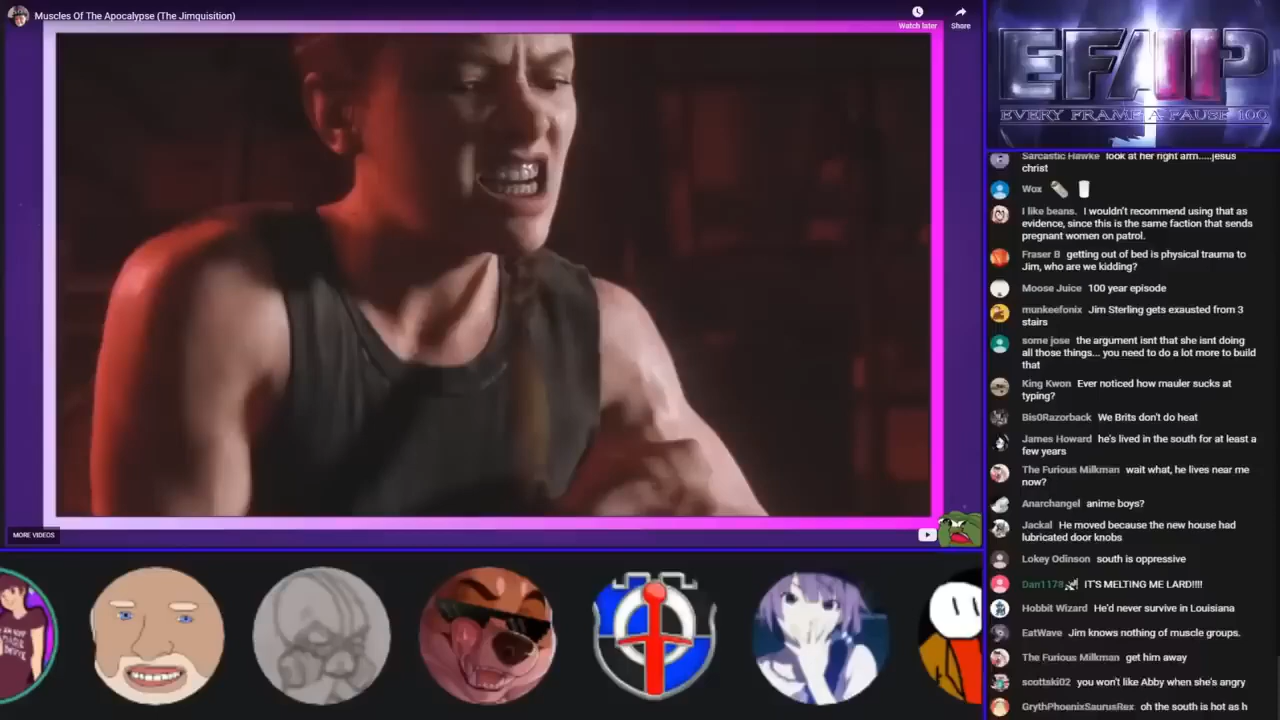 Muscles Of The Apocalypse (The Jimquisition)
Watch later
Share
MORE VIDEOS
EFAP
EVERY FRAME A PAUSE 100
Sarcastic Hawke look at her right arm.....jesus
christ
Wox
I like beans. I wouldn't recommend using that as
evidence, since this is the same faction that sends
pregnant women on patrol.
Fraser B getting out of bed is physical trauma to
Jim, who are we kidding?
Moose Juice 100 year episode
munkeefonix Jim Sterling gets exausted from 3
stairs
some jose the argument isnt that she isnt doing
all those things... you need to do a lot more to build
that
King Kwon Ever noticed how mauler sucks at
typing?
Bis0Razorback We Brits don't do heat
James Howard he's lived in the south for at least a
few years
The Furious Milkman wait what, he lives near me
now?
Anarchangel anime boys?
Jackal He moved because the new house had
lubricated door knobs
Lokey Odinson south is oppressive
Dan1178 IT'S MELTING ME LARD!!!!
Hobbit Wizard He'd never survive in Louisiana
EatWave Jim knows nothing of muscle groups.
The Furious Milkman get him away
scottski02 you won't like Abby when she's angry
GrythPhoenixSaurusRex oh the south is hot as h